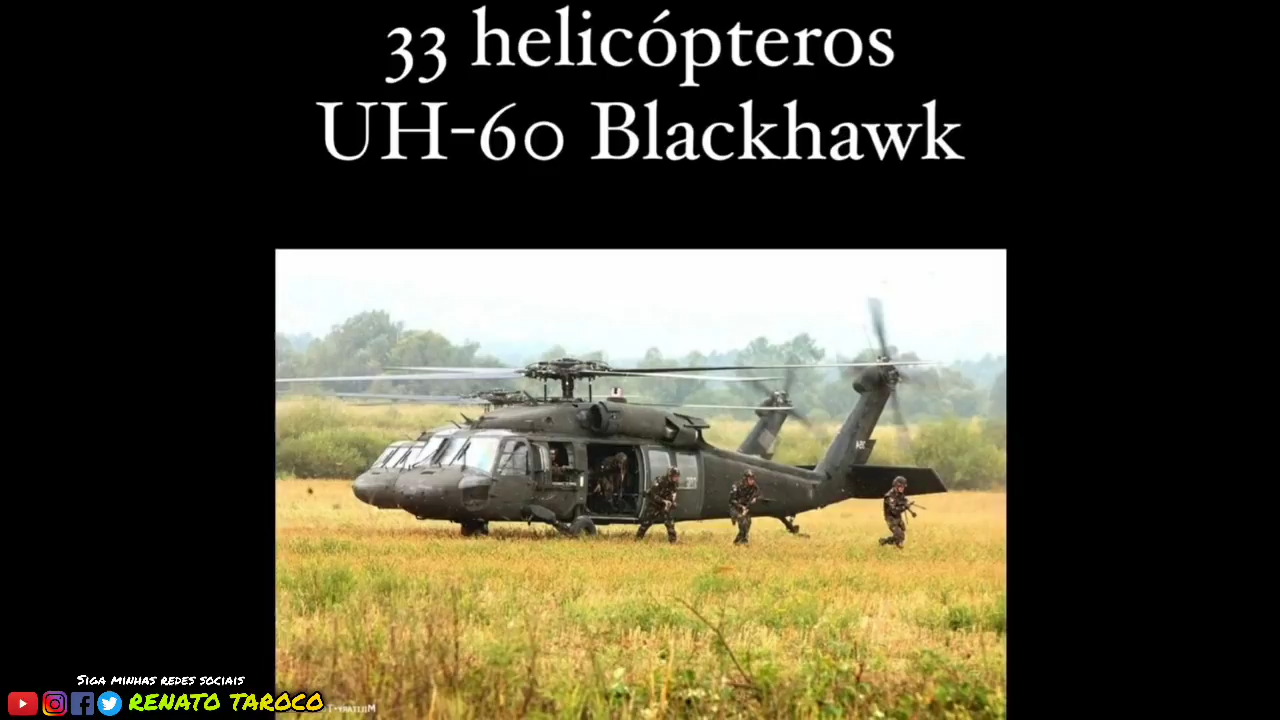 33 helicópteros
UH-60 Blackhawk
Siga minhas redes sociais
RENATO TAROCO